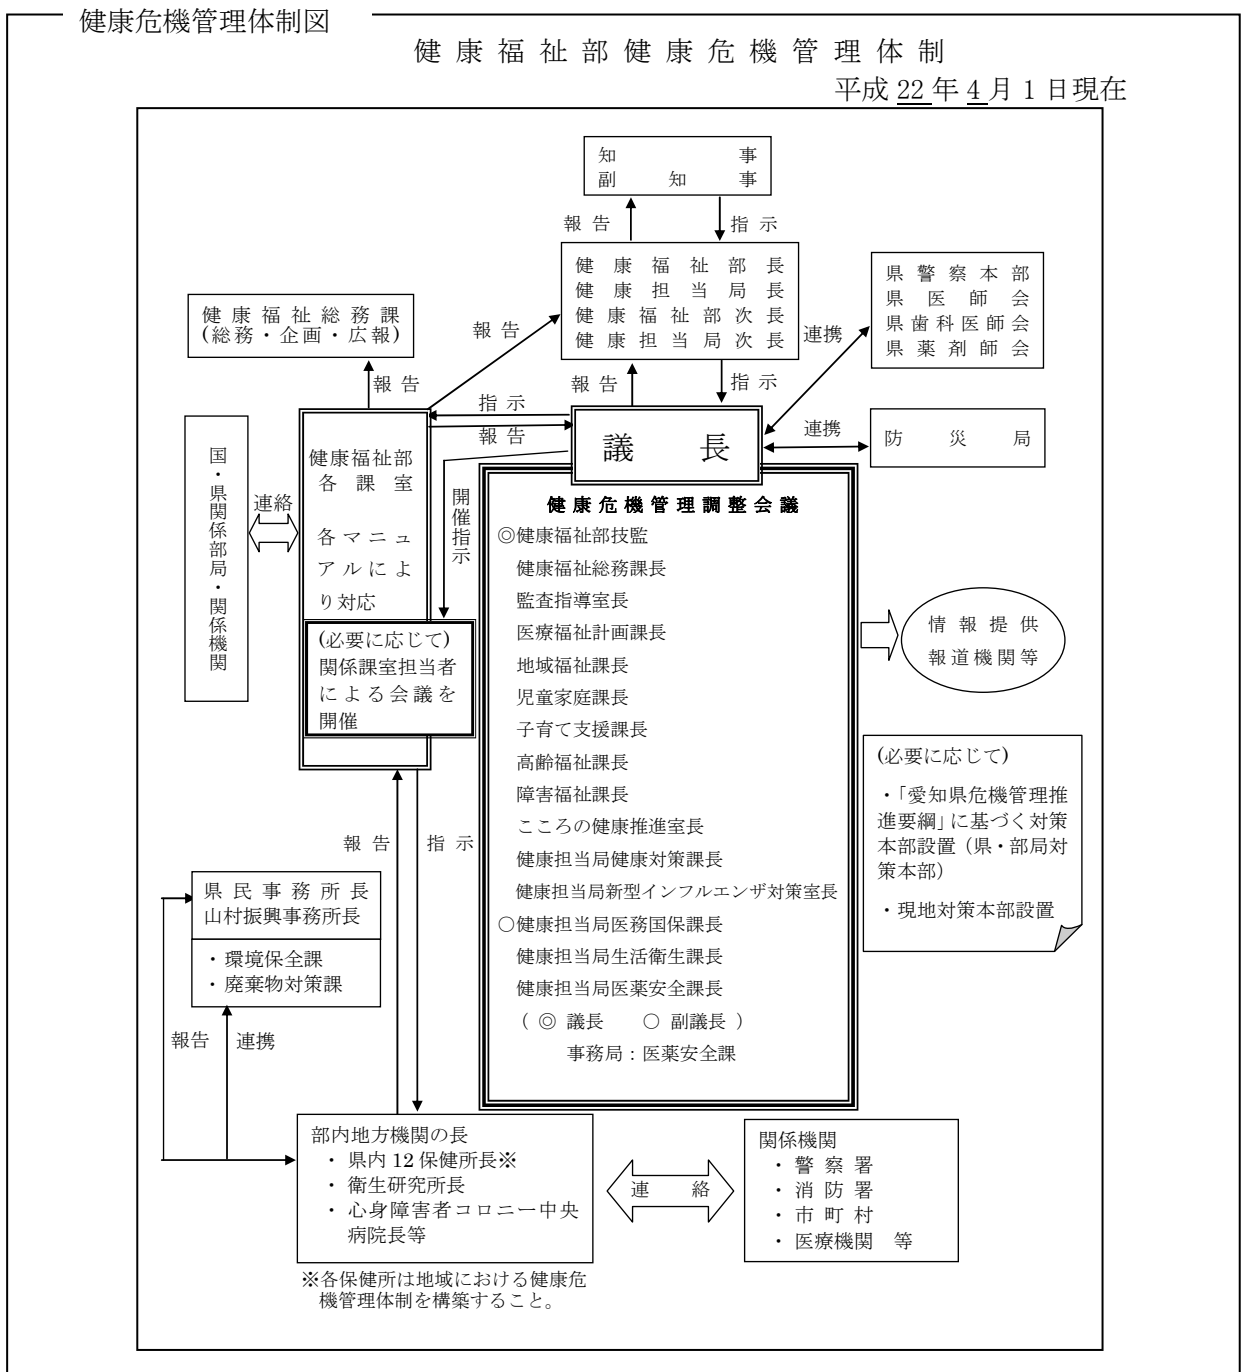 健康危機管理体制図
健康福祉部健康危機管理体制
平成 22 年 4 月 1 日現在
知事
副知事
報告
指示
健康福祉部長
健康担当局長
健康福祉部次長
健康担当局次長
県警察本部
県医師会
県歯科医師会
県薬剤師会
健康福祉総務課
(総務・企画・広報)
報告
連携
報告
報告
指示
指示
報告
議長
連携
防災局
国・県関係部局・関係機関
連絡
健康福祉部
各課室
各マニュ
アルによ
り対応
開催指示
(必要に応じて)
関係課室担当者
による会議を
開催
健康危機管理調整会議
◎健康福祉部技監
健康福祉総務課長
監査指導室長
医療福祉計画課長
地域福祉課長
児童家庭課長
子育て支援課長
高齢福祉課長
障害福祉課長
こころの健康推進室長
健康担当局健康対策課長
健康担当局新型インフルエンザ対策室長
○健康担当局医務国保課長
健康担当局生活衛生課長
健康担当局医薬安全課長
( ◎ 議長 ○ 副議長 )
事務局：医薬安全課
情報提供
報道機関等
(必要に応じて)
・「愛知県危機管理推
進要綱」に基づく対策
本部設置（県・部局対
策本部）
・現地対策本部設置
報告
指示
県民事務所長
山村振興事務所長
・環境保全課
・廃棄物対策課
報告
連携
部内地方機関の長
・県内 12 保健所長※
・衛生研究所長
・心身障害者コロニー中央
病院長等
連絡
関係機関
・警察署
・消防署
・市町村
・医療機関 等
※各保健所は地域における健康危
機管理体制を構築すること。